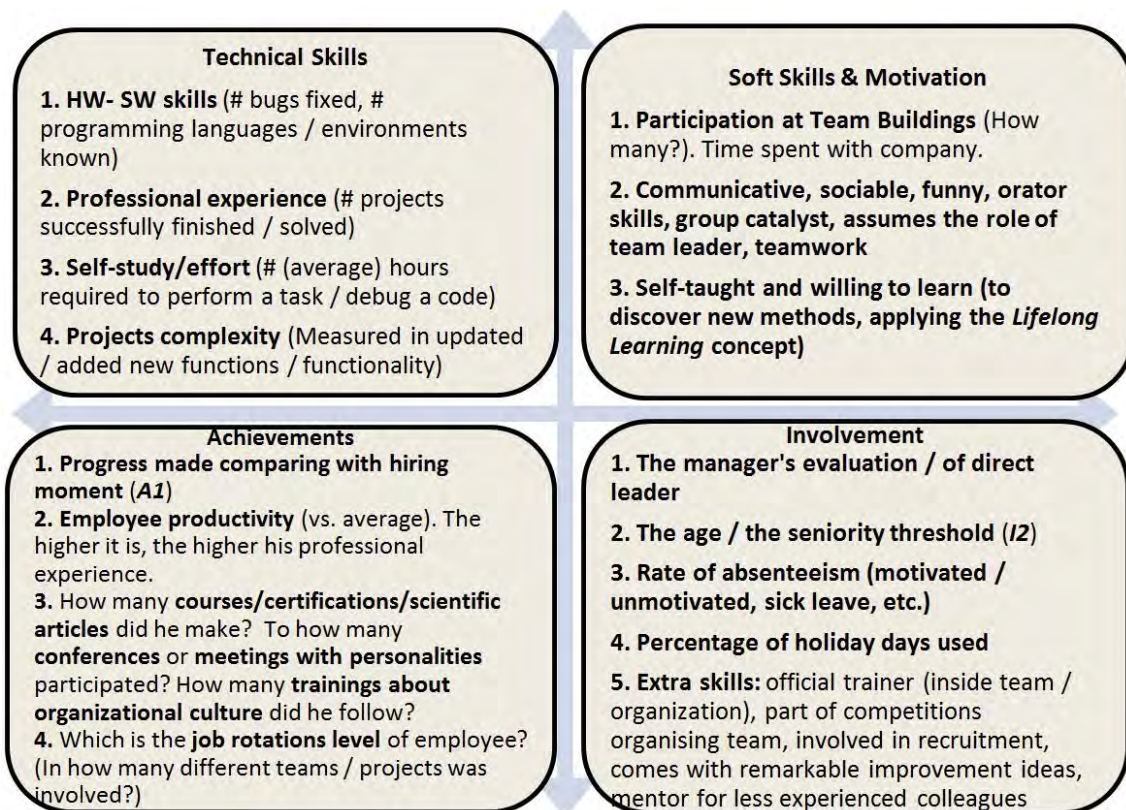 Technical Skills
1. HW- SW skills (# bugs fixed, #
programming languages / environments
known)
2. Professional experience (# projects
successfully finished / solved)
3. Self-study/effort (# (average) hours
required to perform a task / debug a code)
4. Projects complexity (Measured in updated
/ added new functions / functionality)
Soft Skills & Motivation
1. Participation at Team Buildings (How
many?). Time spent with company.
2. Communicative, sociable, funny, orator
skills, group catalyst, assumes the role of
team leader, teamwork
3. Self-taught and willing to learn (to
discover new methods, applying the Lifelong
Learning concept)
Achievements
1. Progress made comparing with hiring
moment (A1)
2. Employee productivity (vs. average). The
higher it is, the higher his professional
experience.
3. How many courses/certifications/scientific
articles did he make? To how many
conferences or meetings with personalities
participated? How many trainings about
organizational culture did he follow?
4. Which is the job rotations level of employee?
(In how many different teams / projects was
involved?)
Involvement
1. The manager's evaluation / of direct
leader
2. The age / the seniority threshold (I2)
3. Rate of absenteeism (motivated /
unmotivated, sick leave, etc.)
4. Percentage of holiday days used
5. Extra skills: official trainer (inside team /
organization), part of competitions
organising team, involved in recruitment,
comes with remarkable improvement ideas,
mentor for less experienced colleagues